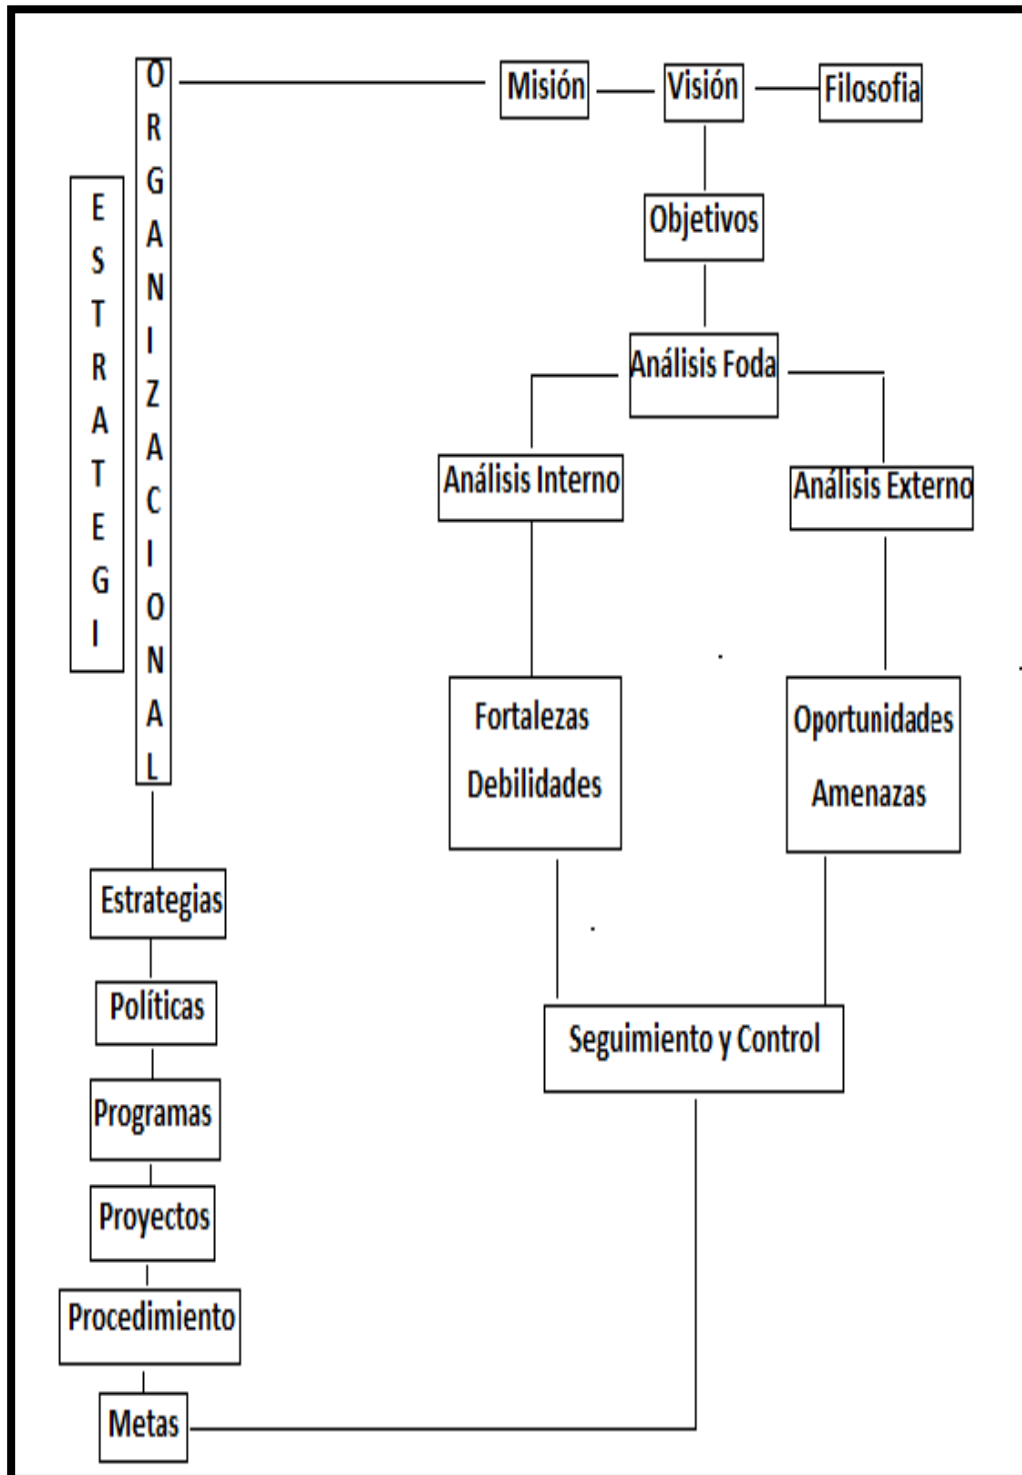 ESTRATEGI
ORGANIZACIONAL
Misión
Visión
Filosofia
Objetivos
Análisis Foda
Análisis Interno
Análisis Externo
Fortalezas
Debilidades
Oportunidades
Amenazas
Seguimiento y Control
Estrategias
Políticas
Programas
Proyectos
Procedimiento
Metas